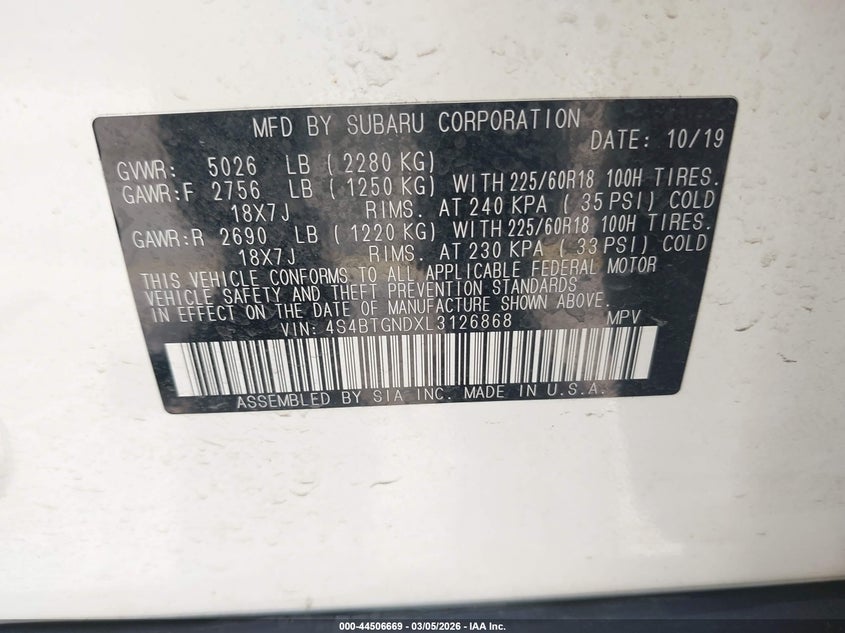 MFD BY SUBARU CORPORATION
DATE: 10/19
GVWR: 5026 LB ( 2280 KG)
GAWR:F 2756 LB ( 1250 KG) WITH 225/60R18 100H TIRES.
18X7J RIMS. AT 240 KPA ( 35 PSI) COLD
GAWR:R 2690 LB ( 1220 KG) WITH 225/60R18 100H TIRES.
18X7J RIMS. AT 230 KPA ( 33 PSI) COLD
THIS VEHICLE CONFORMS TO ALL APPLICABLE FEDERAL MOTOR
VEHICLE SAFETY AND THEFT PREVENTION STANDARDS
IN EFFECT ON THE DATE OF MANUFACTURE SHOWN ABOVE.
VIN: 4S4BTGNDXL3126868 MPV
ASSEMBLED BY SIA INC. MADE IN U.S.A.
000-44506669 - 03/05/2026 - IAA Inc.